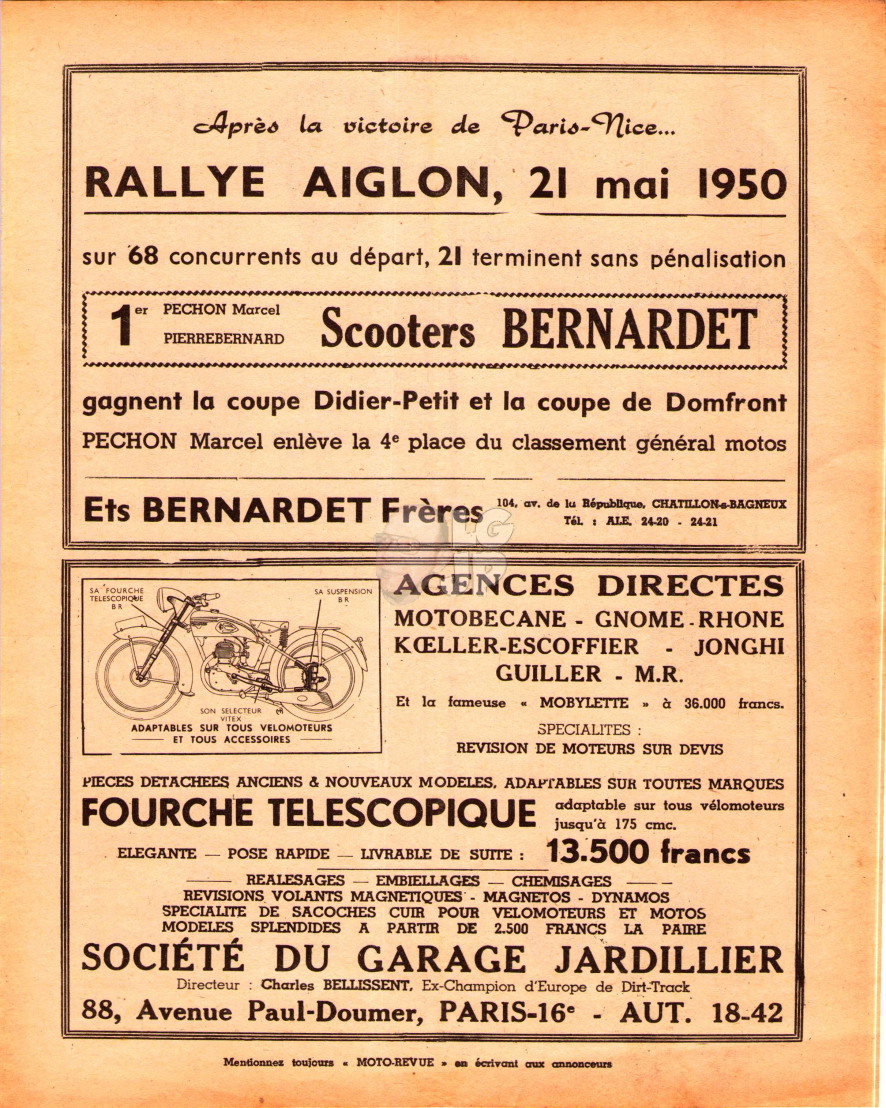 Après la victoire de Paris-Nice...
RALLYE AIGLON, 21 mai 1950
sur 68 concurrents au départ, 21 terminent sans pénalisation
1er PECHON Marcel
PIERREBERNARD
Scooters BERNARDET
gagnent la coupe Didier-Petit et la coupe de Domfront
PECHON Marcel enlève la 4e place du classement général motos
Ets BERNARDET Frères
104, av. de la République, CHATILLON-s-BAGNEUX
Tél. : ALE. 24-20 - 24-21
LG
SA FOURCHE
TELESCOPIQUE
B R
SA SUSPENSION
B R
SON SELECTEUR
VITEX
ADAPTABLES SUR TOUS VELOMOTEURS
ET TOUS ACCESSOIRES
AGENCES DIRECTES
MOTOBECANE - GNOME-RHONE
KŒLLER-ESCOFFIER - JONGHI
GUILLER - M.R.
Et la fameuse « MOBYLETTE » à 36.000 francs.
SPECIALITES :
REVISION DE MOTEURS SUR DEVIS
PIECES DETACHEES ANCIENS & NOUVEAUX MODELES, ADAPTABLES SUR TOUTES MARQUES
FOURCHE TELESCOPIQUE
adaptable sur tous vélomoteurs
jusqu'à 175 cmc.
ELEGANTE — POSE RAPIDE — LIVRABLE DE SUITE : 13.500 francs
REALESAGES — EMBIELLAGES — CHEMISAGES
REVISIONS VOLANTS MAGNETIQUES - MAGNETOS - DYNAMOS
SPECIALITE DE SACOCHES CUIR POUR VELOMOTEURS ET MOTOS
MODELES SPLENDIDES A PARTIR DE 2.500 FRANCS LA PAIRE
SOCIÉTÉ DU GARAGE JARDILLIER
Directeur : Charles BELLISSENT, Ex-Champion d'Europe de Dirt-Track
88, Avenue Paul-Doumer, PARIS-16e - AUT. 18-42
Mentionnez toujours « MOTO-REVUE » en écrivant aux annonceurs